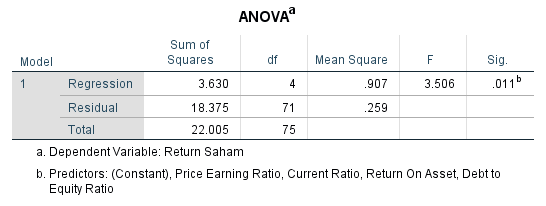 ANOVAa
Model Sum of Squares df Mean Square F Sig.
1 Regression 3.630 4 .907 3.506 .011b
Residual 18.375 71 .259
Total 22.005 75
a. Dependent Variable: Return Saham
b. Predictors: (Constant), Price Earning Ratio, Current Ratio, Return On Asset, Debt to
Equity Ratio